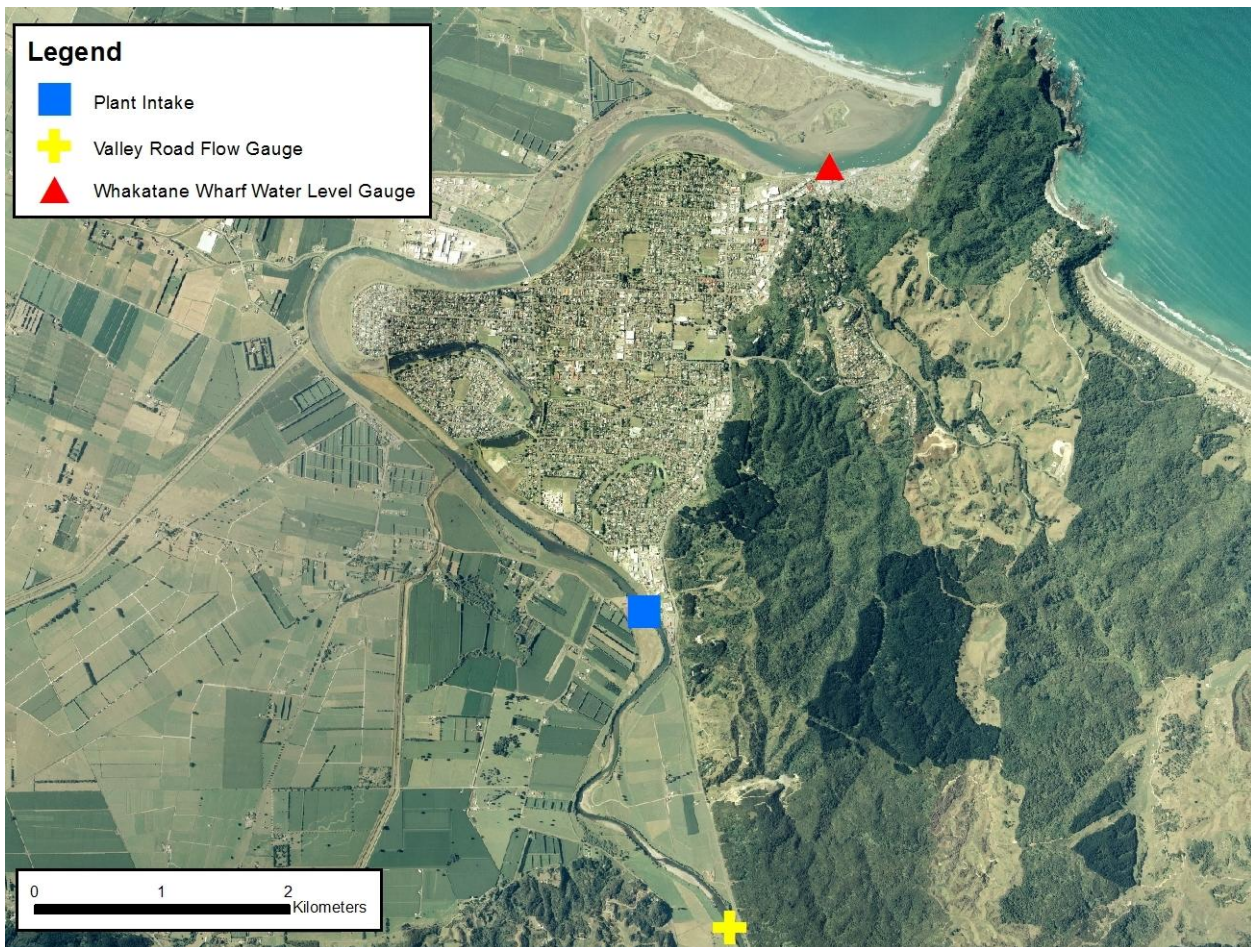 Legend
Plant Intake
Valley Road Flow Gauge
Whakatane Wharf Water Level Gauge
0 1 2
Kilometers